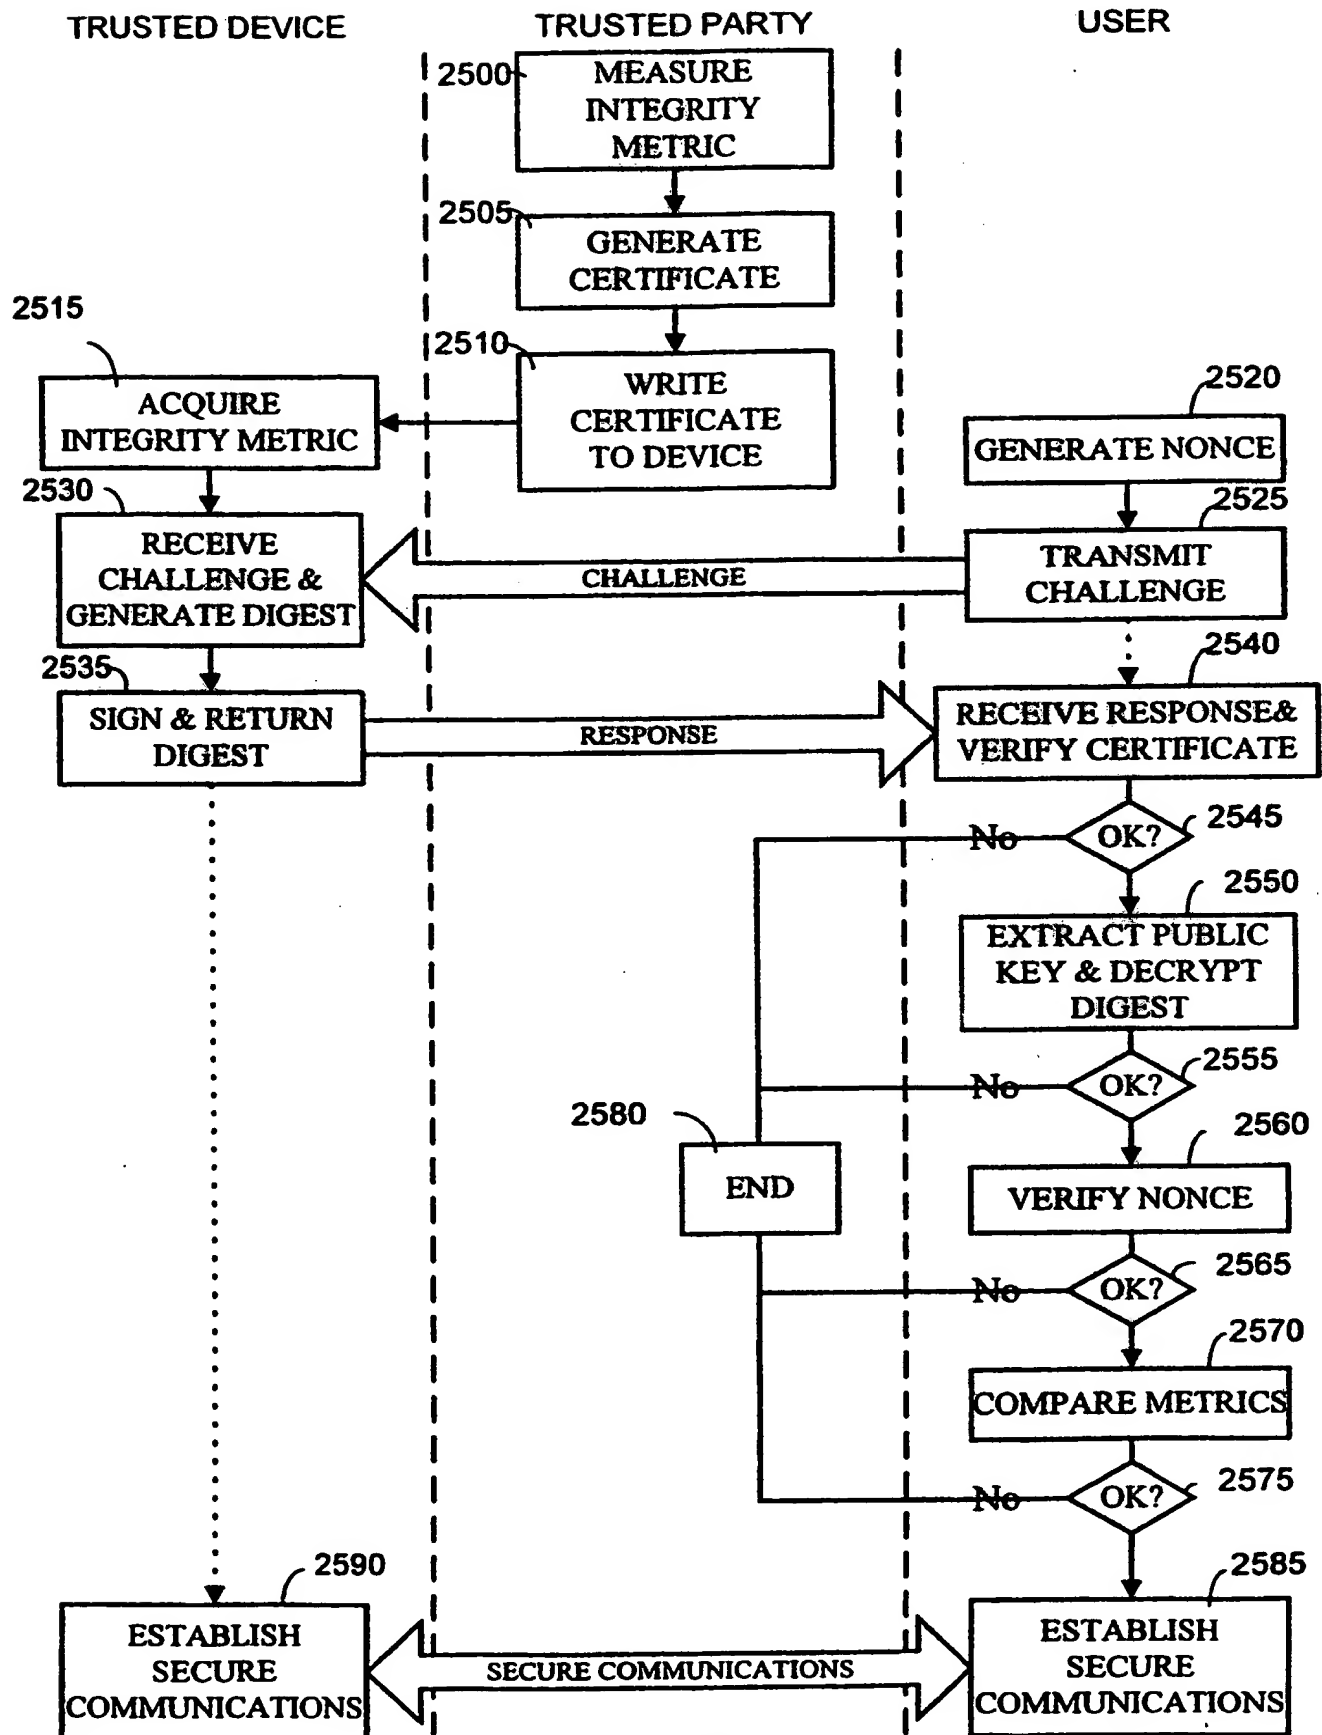 TRUSTED DEVICE
TRUSTED PARTY
USER
2500
MEASURE
INTEGRITY
METRIC
2505
GENERATE
CERTIFICATE
2510
WRITE
CERTIFICATE
TO DEVICE
2515
ACQUIRE
INTEGRITY METRIC
2520
GENERATE NONCE
2525
TRANSMIT
CHALLENGE
CHALLENGE
2530
RECEIVE
CHALLENGE &
GENERATE DIGEST
2535
SIGN & RETURN
DIGEST
RESPONSE
2540
RECEIVE RESPONSE&
VERIFY CERTIFICATE
2545
OK?
No
2550
EXTRACT PUBLIC
KEY & DECRYPT
DIGEST
2555
OK?
No
2580
END
2560
VERIFY NONCE
2565
OK?
No
2570
COMPARE METRICS
2575
OK?
No
2590
ESTABLISH
SECURE
COMMUNICATIONS
SECURE COMMUNICATIONS
2585
ESTABLISH
SECURE
COMMUNICATIONS